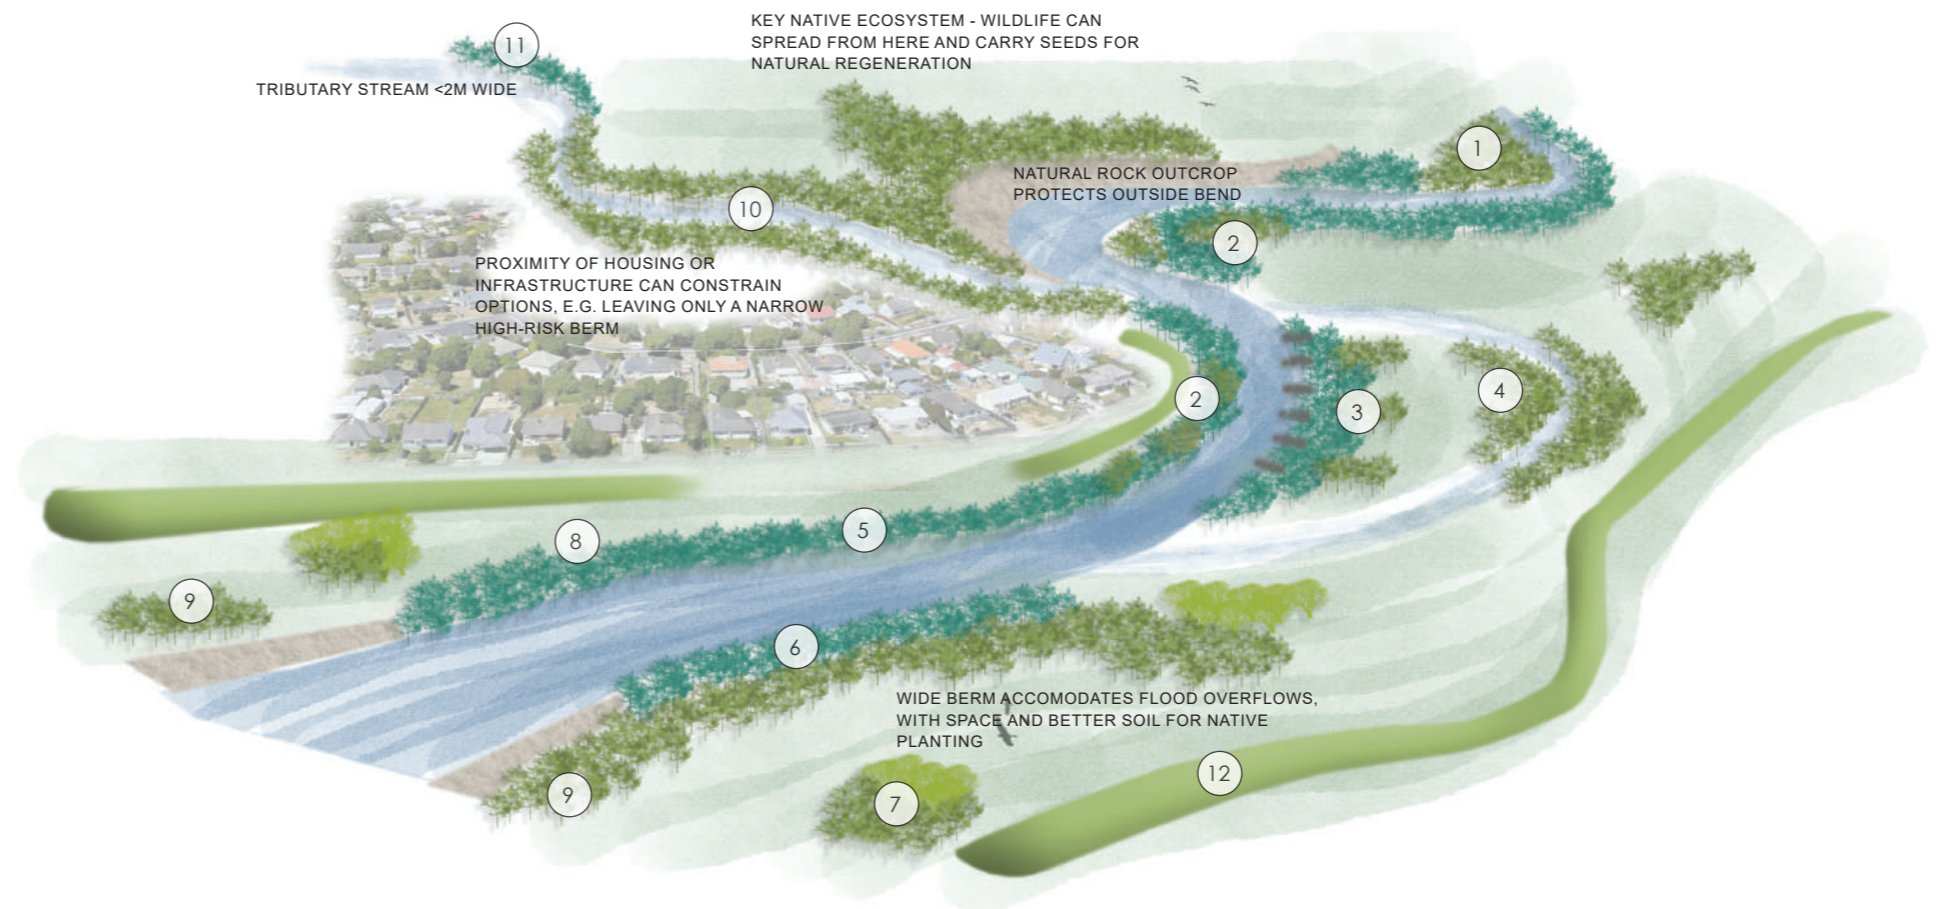 KEY NATIVE ECOSYSTEM - WILDLIFE CAN
SPREAD FROM HERE AND CARRY SEEDS FOR
NATURAL REGENERATION
11
TRIBUTARY STREAM <2M WIDE
1
NATURAL ROCK OUTCROP
PROTECTS OUTSIDE BEND
10
2
PROXIMITY OF HOUSING OR
INFRASTRUCTURE CAN CONSTRAIN
OPTIONS, E.G. LEAVING ONLY A NARROW
HIGH-RISK BERM
2
3
4
5
8
9
6
WIDE BERM ACCOMODATES FLOOD OVERFLOWS,
WITH SPACE AND BETTER SOIL FOR NATIVE
PLANTING
12
9
7